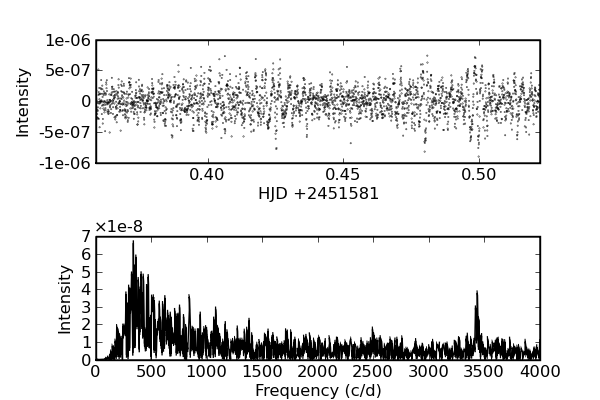 1e-06
5e-07
0
-5e-07
-1e-06
Intensity
0.40 0.45 0.50
HJD +2451581
×1e-8
7
6
5
4
3
2
1
0
Intensity
0 500 1000 1500 2000 2500 3000 3500 4000
Frequency (c/d)